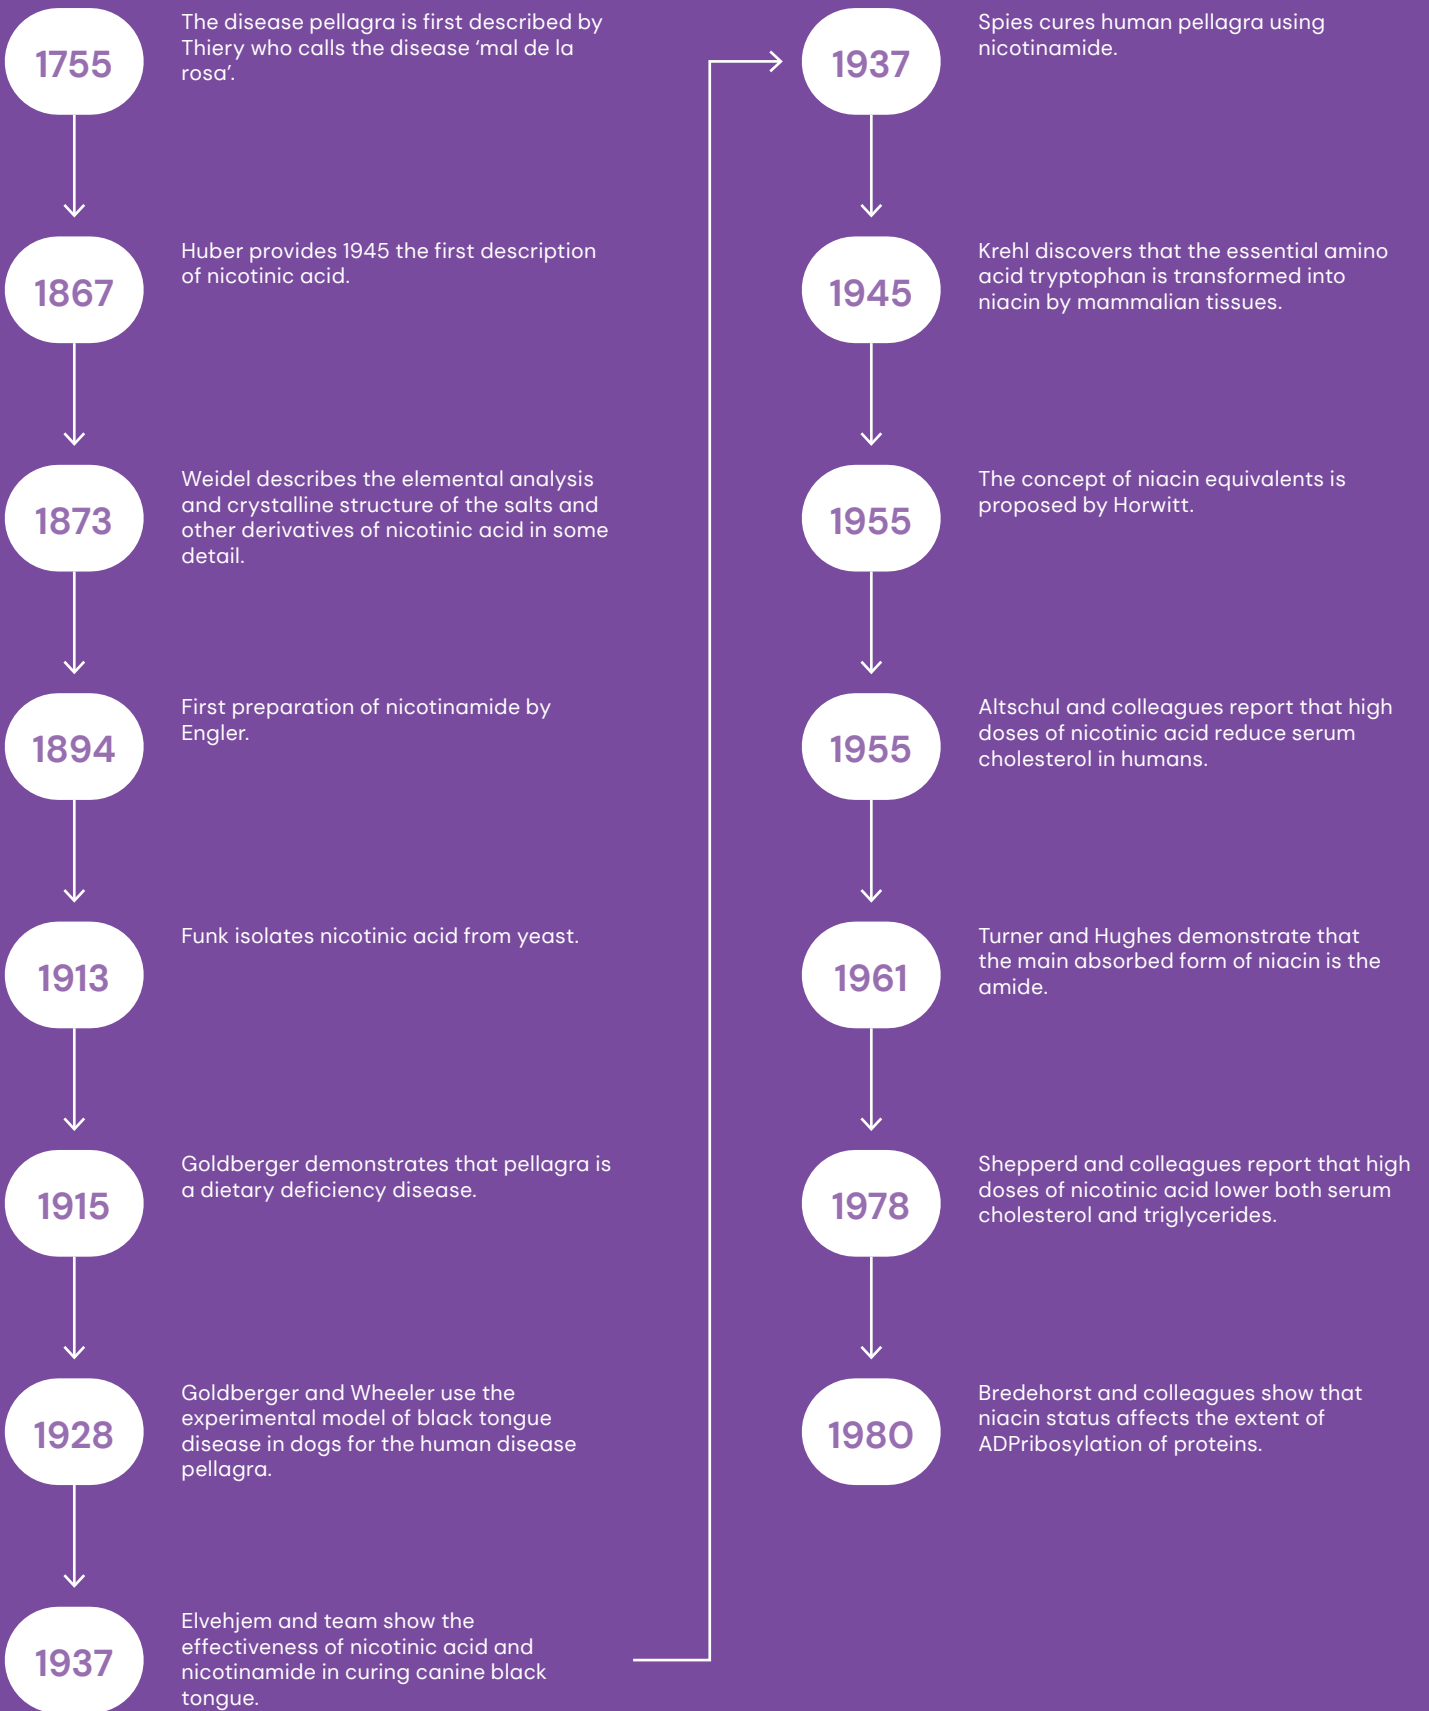 1755
The disease pellagra is first described by
Thiery who calls the disease ‘mal de la
rosa’.
1867
Huber provides 1945 the first description
of nicotinic acid.
1873
Weidel describes the elemental analysis
and crystalline structure of the salts and
other derivatives of nicotinic acid in some
detail.
1894
First preparation of nicotinamide by
Engler.
1913
Funk isolates nicotinic acid from yeast.
1915
Goldberger demonstrates that pellagra is
a dietary deficiency disease.
1928
Goldberger and Wheeler use the
experimental model of black tongue
disease in dogs for the human disease
pellagra.
1937
Elvehjem and team show the
effectiveness of nicotinic acid and
nicotinamide in curing canine black
tongue.
1937
Spies cures human pellagra using
nicotinamide.
1945
Krehl discovers that the essential amino
acid tryptophan is transformed into
niacin by mammalian tissues.
1955
The concept of niacin equivalents is
proposed by Horwitt.
1955
Altschul and colleagues report that high
doses of nicotinic acid reduce serum
cholesterol in humans.
1961
Turner and Hughes demonstrate that
the main absorbed form of niacin is the
amide.
1978
Shepperd and colleagues report that high
doses of nicotinic acid lower both serum
cholesterol and triglycerides.
1980
Bredehorst and colleagues show that
niacin status affects the extent of
ADPribosylation of proteins.